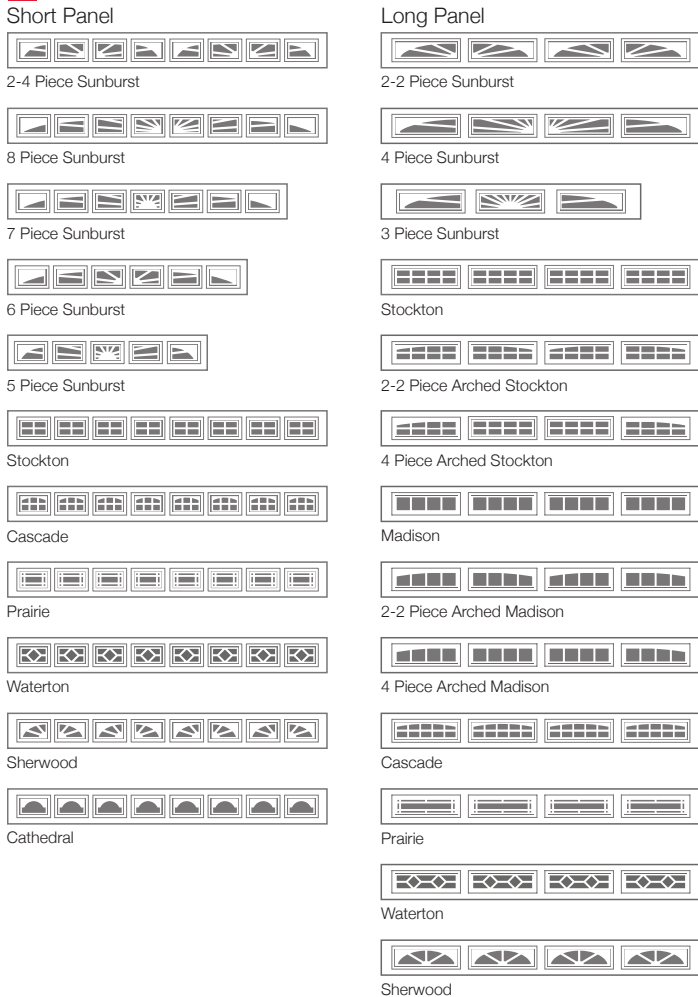 Short Panel
2-4 Piece Sunburst
8 Piece Sunburst
7 Piece Sunburst
6 Piece Sunburst
5 Piece Sunburst
Stockton
Cascade
Prairie
Waterton
Sherwood
Cathedral
Long Panel
2-2 Piece Sunburst
4 Piece Sunburst
3 Piece Sunburst
Stockton
2-2 Piece Arched Stockton
4 Piece Arched Stockton
Madison
2-2 Piece Arched Madison
4 Piece Arched Madison
Cascade
Prairie
Waterton
Sherwood